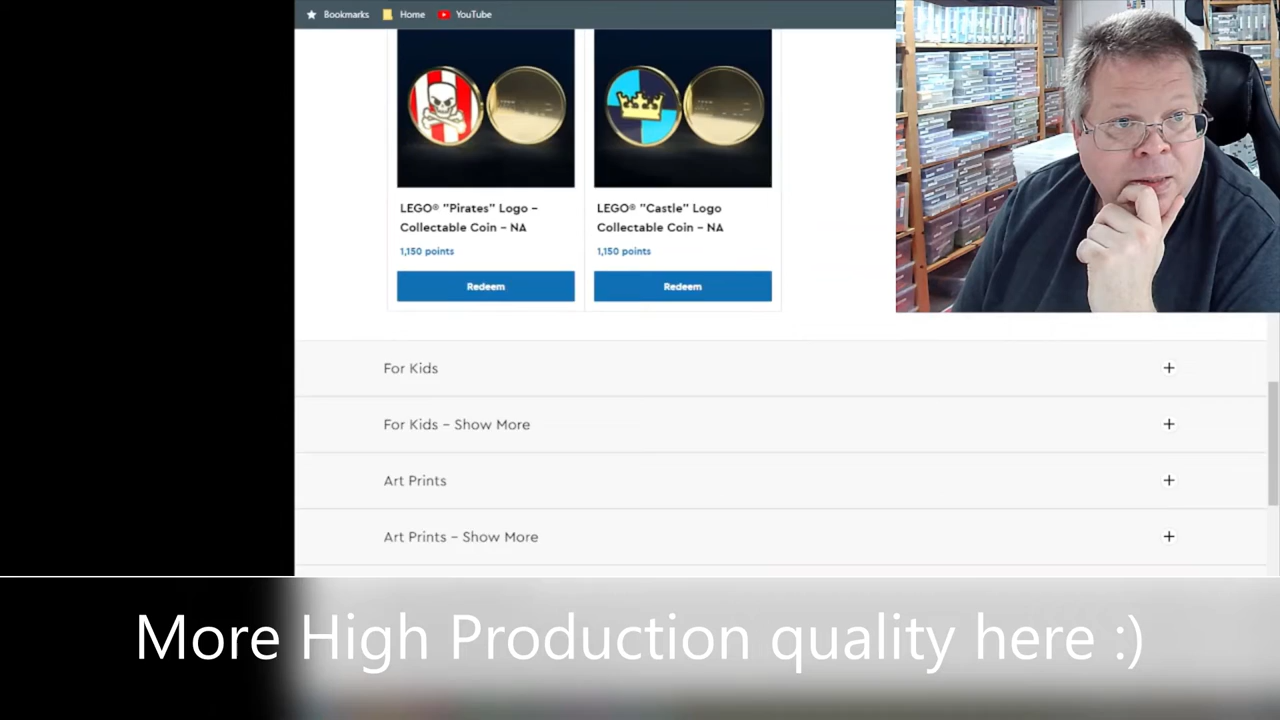 Bookmarks Home YouTube
LEGO® "Pirates" Logo –
Collectable Coin – NA
1,150 points
Redeem
LEGO® "Castle" Logo
Collectable Coin – NA
1,150 points
Redeem
For Kids
For Kids – Show More
Art Prints
Art Prints – Show More
More High Production quality here :)